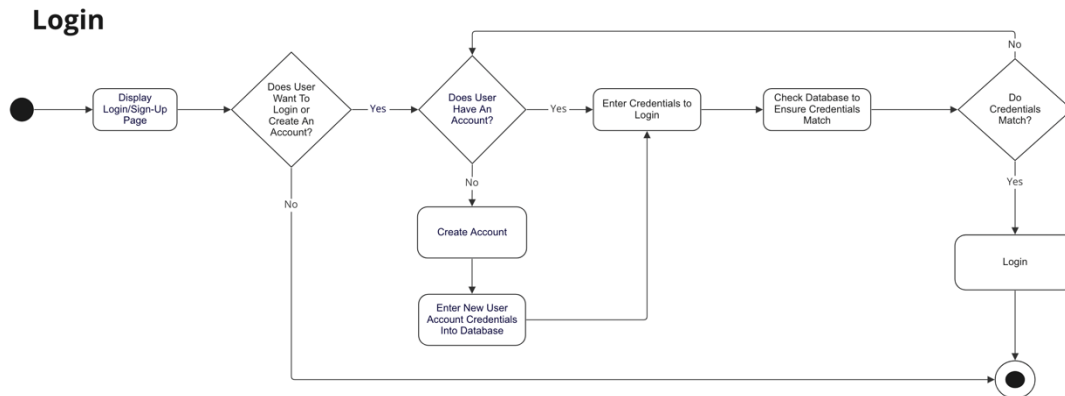 Login
No
Display
Login/Sign-Up
Page
Does User
Want To
Login or
Create An
Account?
Yes
Does User
Have An
Account?
Yes
Enter Credentials to
Login
Check Database to
Ensure Credentials
Match
Do
Credentials
Match?
No
No
Yes
Create Account
Login
Enter New User
Account Credentials
Into Database